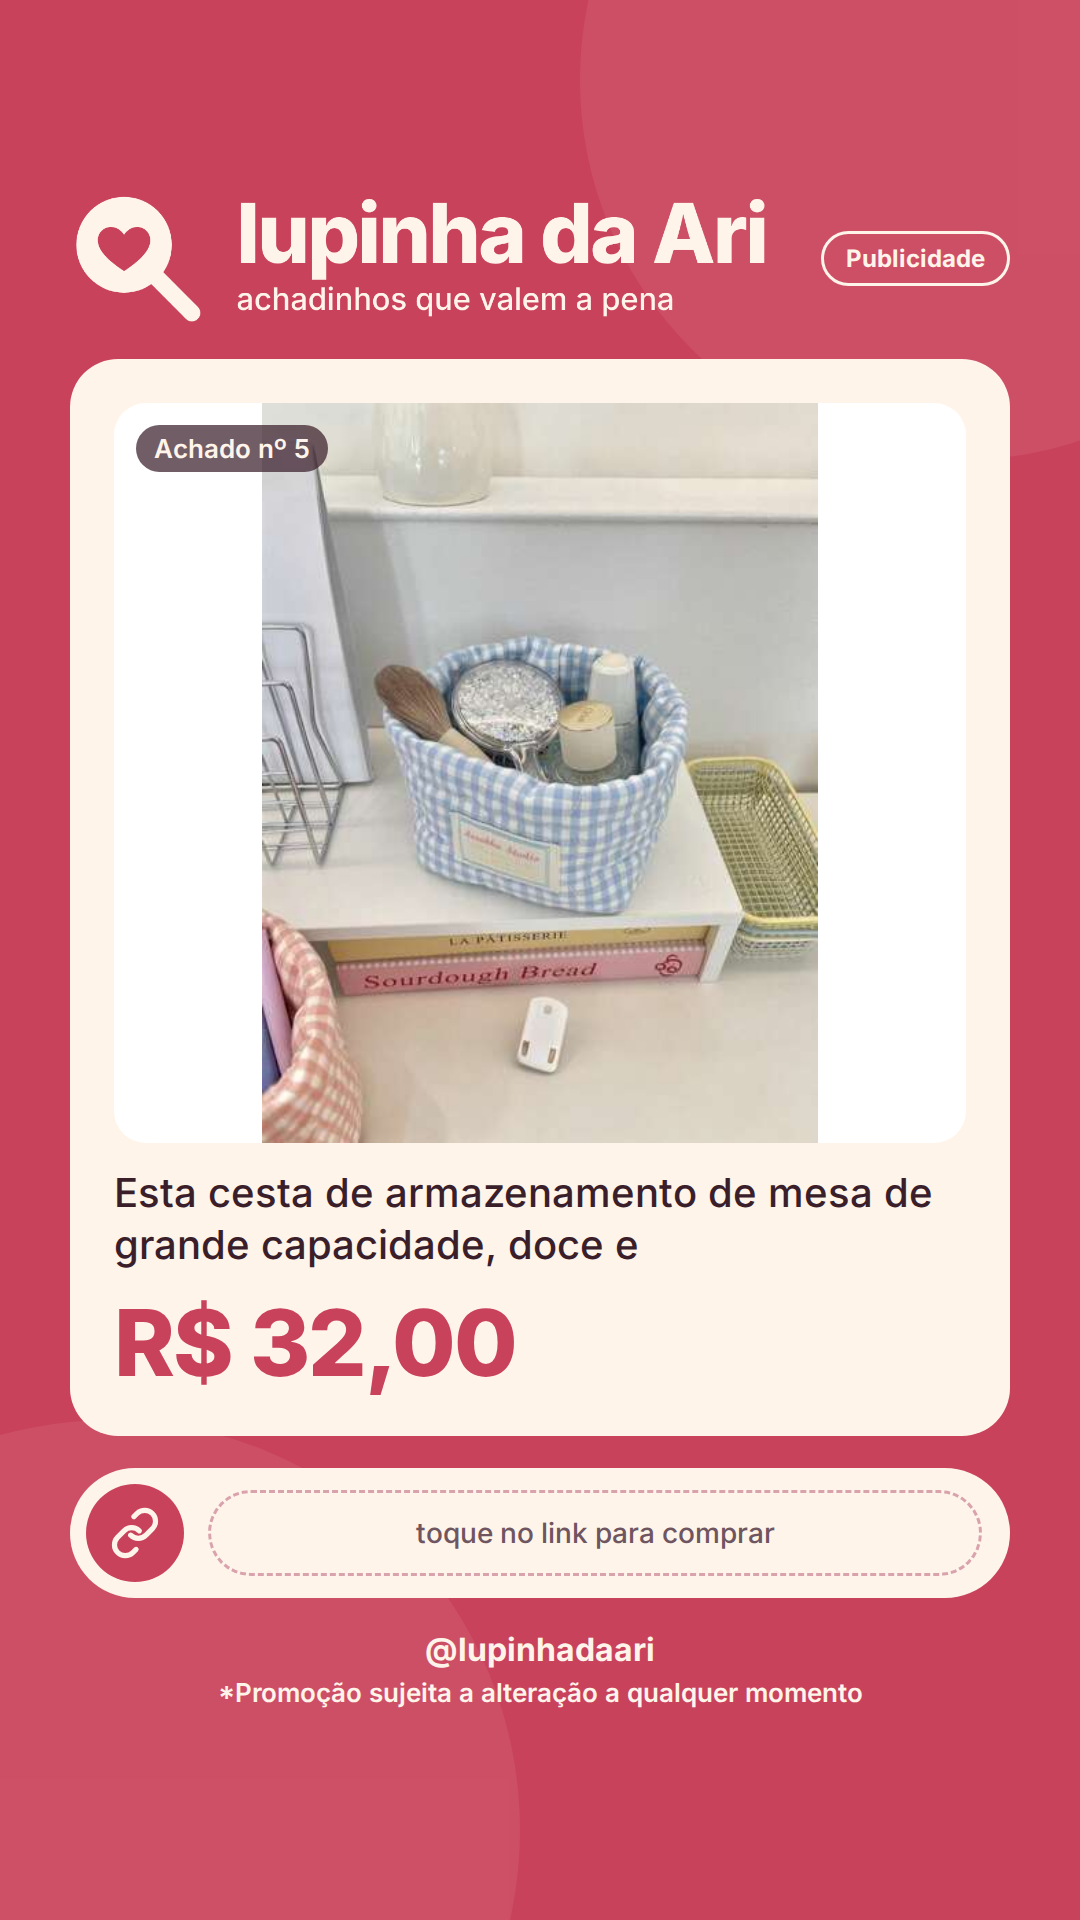 lupinha da Ari
achadinhos que valem a pena
Publicidade
Achado nº 5
LA PÂTISSERIE
Sourdough Bread
Esta cesta de armazenamento de mesa de
grande capacidade, doce e
R$ 32,00
toque no link para comprar
@lupinhadaari
*Promoção sujeita a alteração a qualquer momento